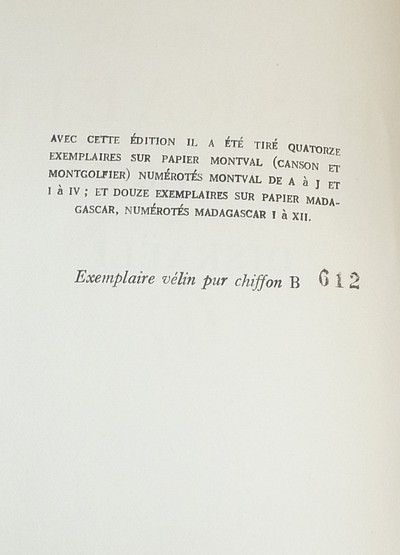 AVEC CETTE ÉDITION IL A ÉTÉ TIRÉ QUATORZE
EXEMPLAIRES SUR PAPIER MONTVAL (CANSON ET
MONTGOLFIER) NUMÉROTÉS MONTVAL DE A à J ET
I à IV ; ET DOUZE EXEMPLAIRES SUR PAPIER MADA-
GASCAR, NUMÉROTÉS MADAGASCAR I à XII.
Exemplaire vélin pur chiffon B 612